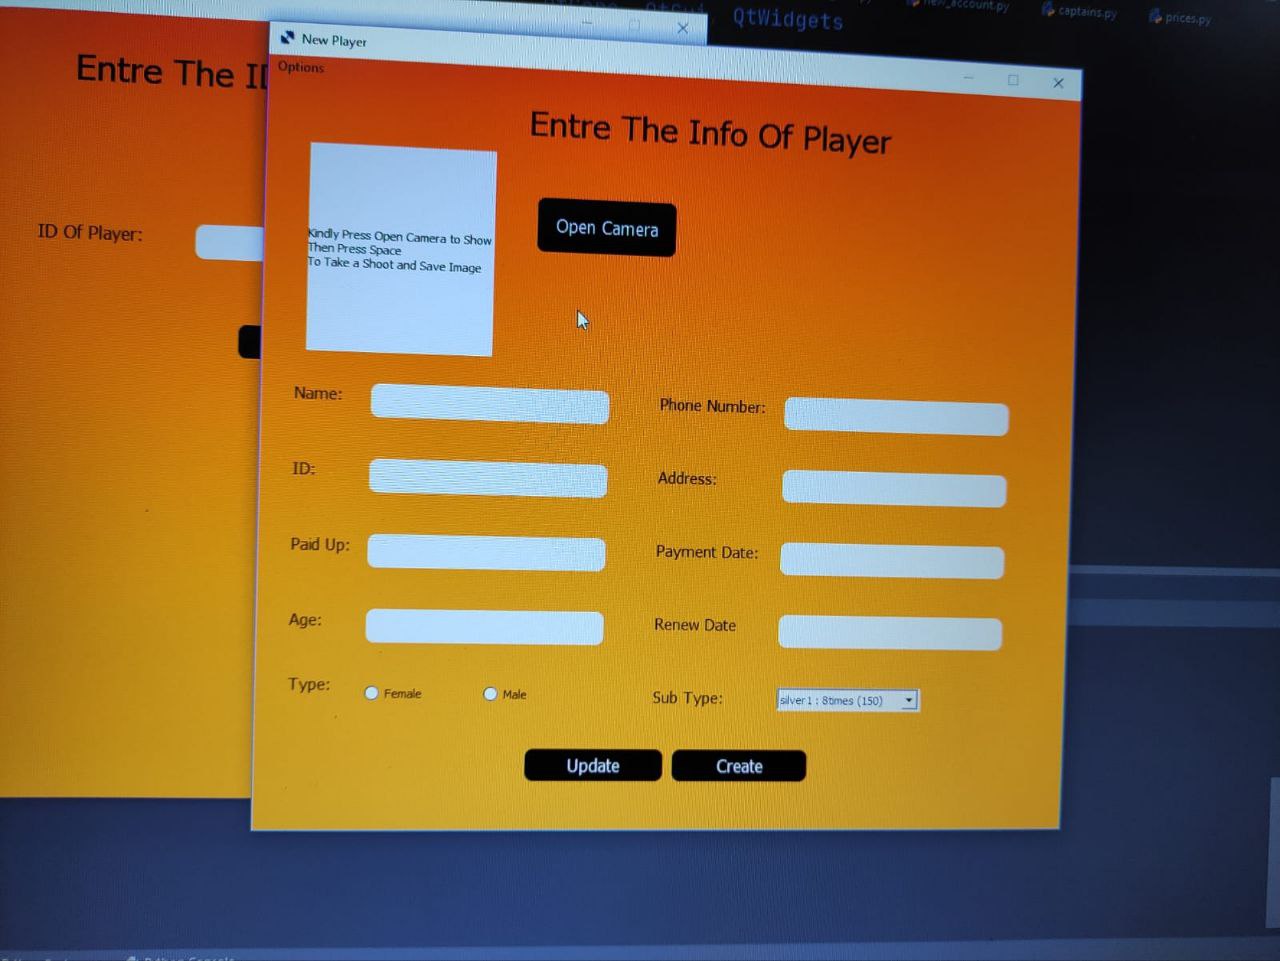 new_account.py
captains.py
prices.py
QtWidgets
New Player
Options
Entre The ID
Entre The Info Of Player
ID Of Player:
Kindly Press Open Camera to Show
Then Press Space
To Take a Shoot and Save Image
Open Camera
Name:
Phone Number:
ID:
Address:
Paid Up:
Payment Date:
Age:
Renew Date
Type:
Female
Male
Sub Type:
silver1 : 8times (150)
Update
Create